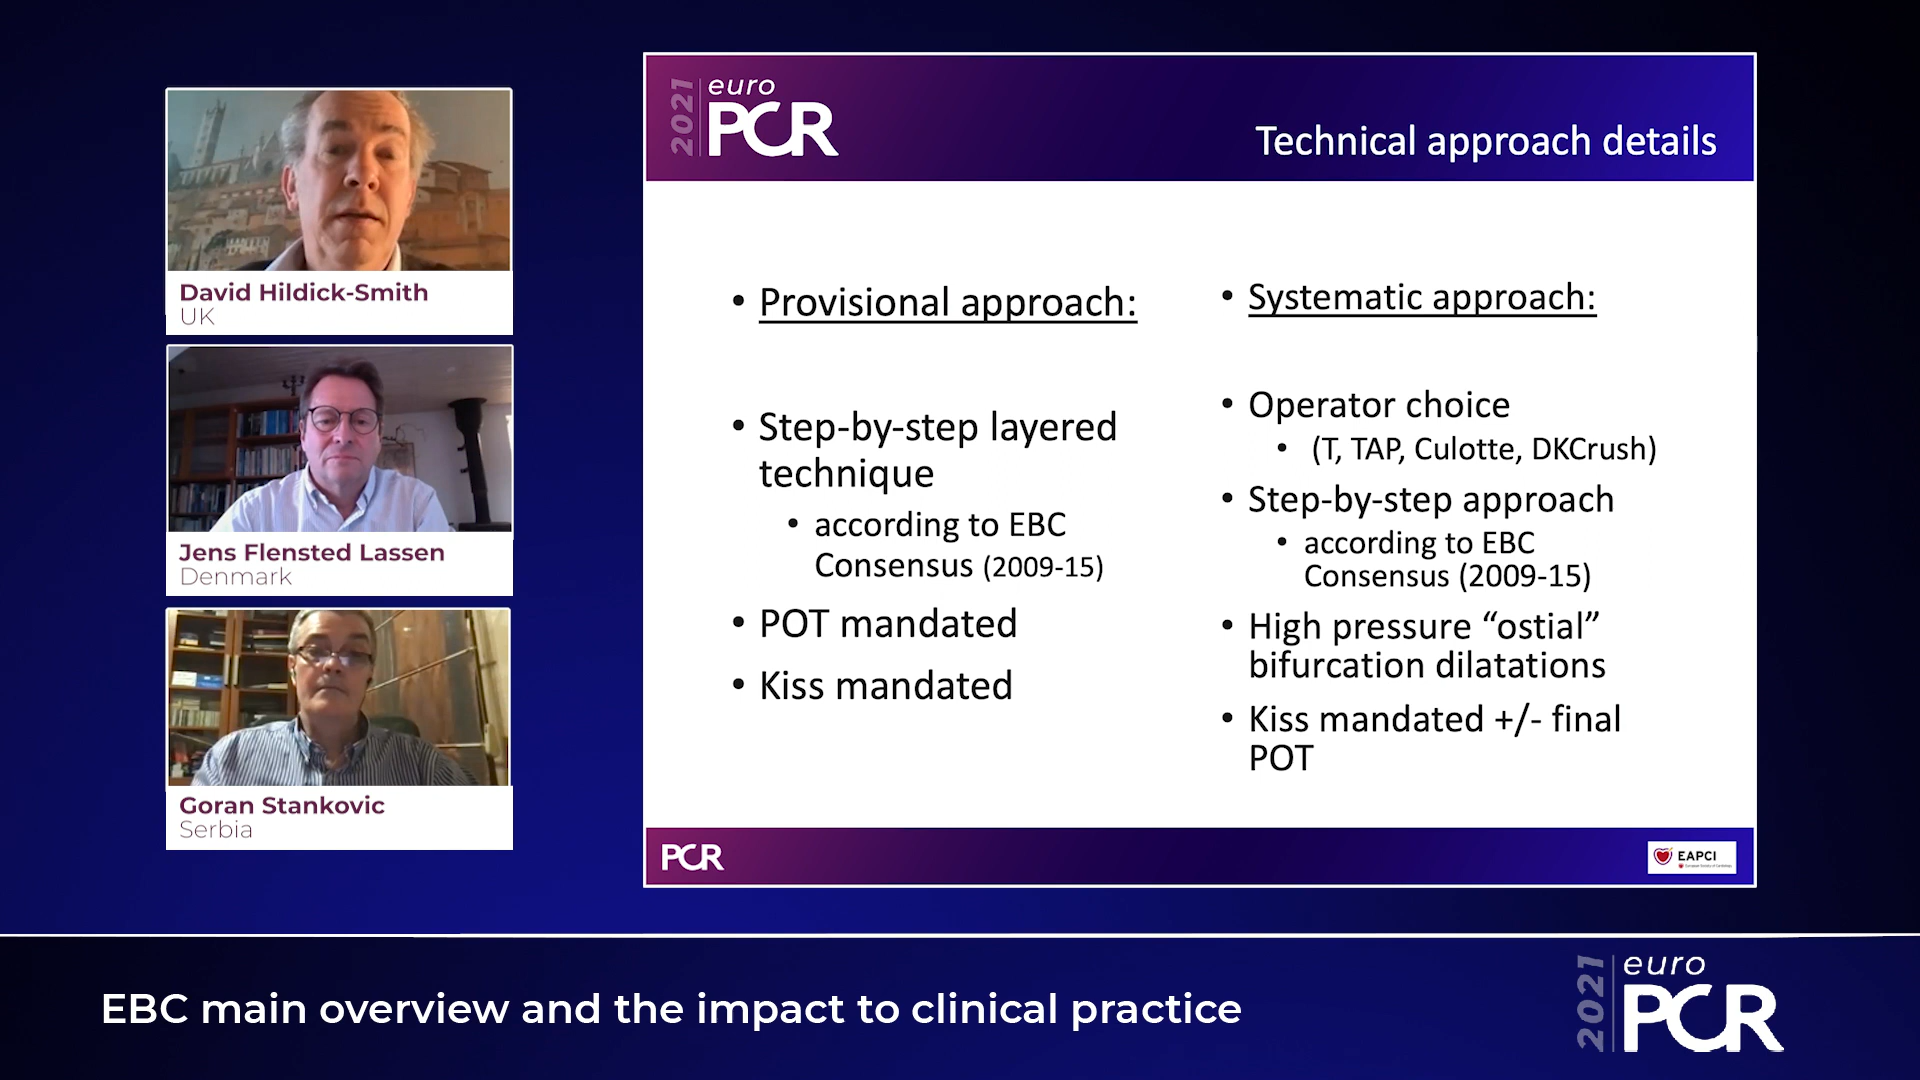 David Hildick-Smith
UK
Jens Flensted Lassen
Denmark
Goran Stankovic
Serbia
2021
euro
PCR
Technical approach details
• Provisional approach:
• Step-by-step layered
technique
• according to EBC
Consensus (2009-15)
• POT mandated
• Kiss mandated
• Systematic approach:
• Operator choice
• (T, TAP, Culotte, DKCrush)
• Step-by-step approach
• according to EBC
Consensus (2009-15)
• High pressure “ostial”
bifurcation dilatations
• Kiss mandated +/- final
POT
PCR
EAPCI
EBC main overview and the impact to clinical practice
2021
euro
PCR